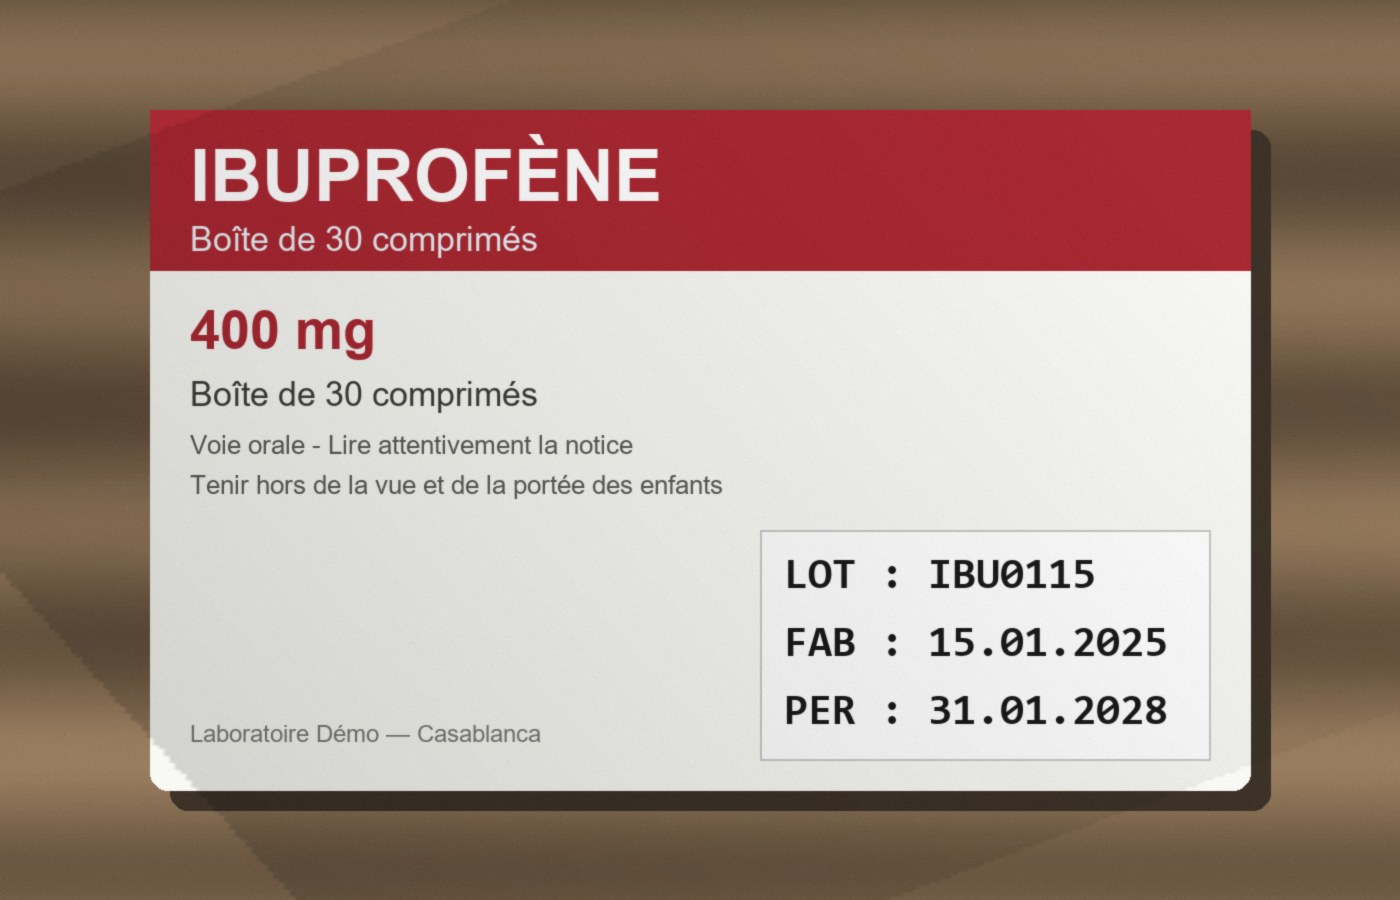 IBUPROFÈNE
Boîte de 30 comprimés
400 mg
Boîte de 30 comprimés
Voie orale - Lire attentivement la notice
Tenir hors de la vue et de la portée des enfants
LOT : IBU0115
FAB : 15.01.2025
PER : 31.01.2028
Laboratoire Démo — Casablanca